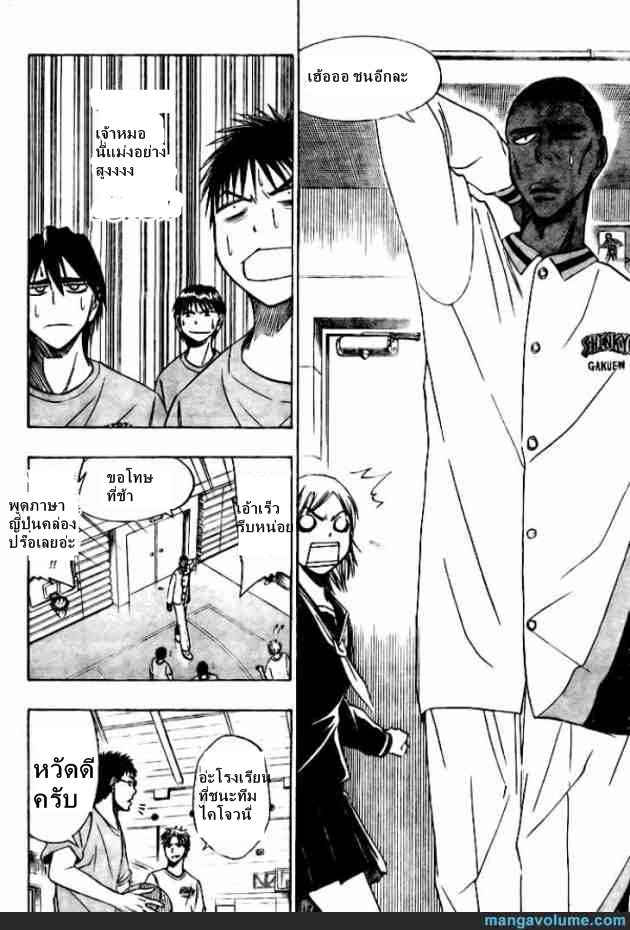 เฮ้อออ ชนอีกละ
SHINKYO
GAKUEN
เจ้าหมอ
นี่แม่งอย่าง
สูงงงง
เอ้าเร็ว
รีบหน่อย
ขอโทษ
ที่ช้า
พูดภาษา
ญี่ปุ่นคล่อง
ปร๊อเลยอ่ะ
!!
อ่ะโรงเรียน
ที่ชนะทีม
ไคโจวนี่
หวัดดี
ครับ
mangavolume.com